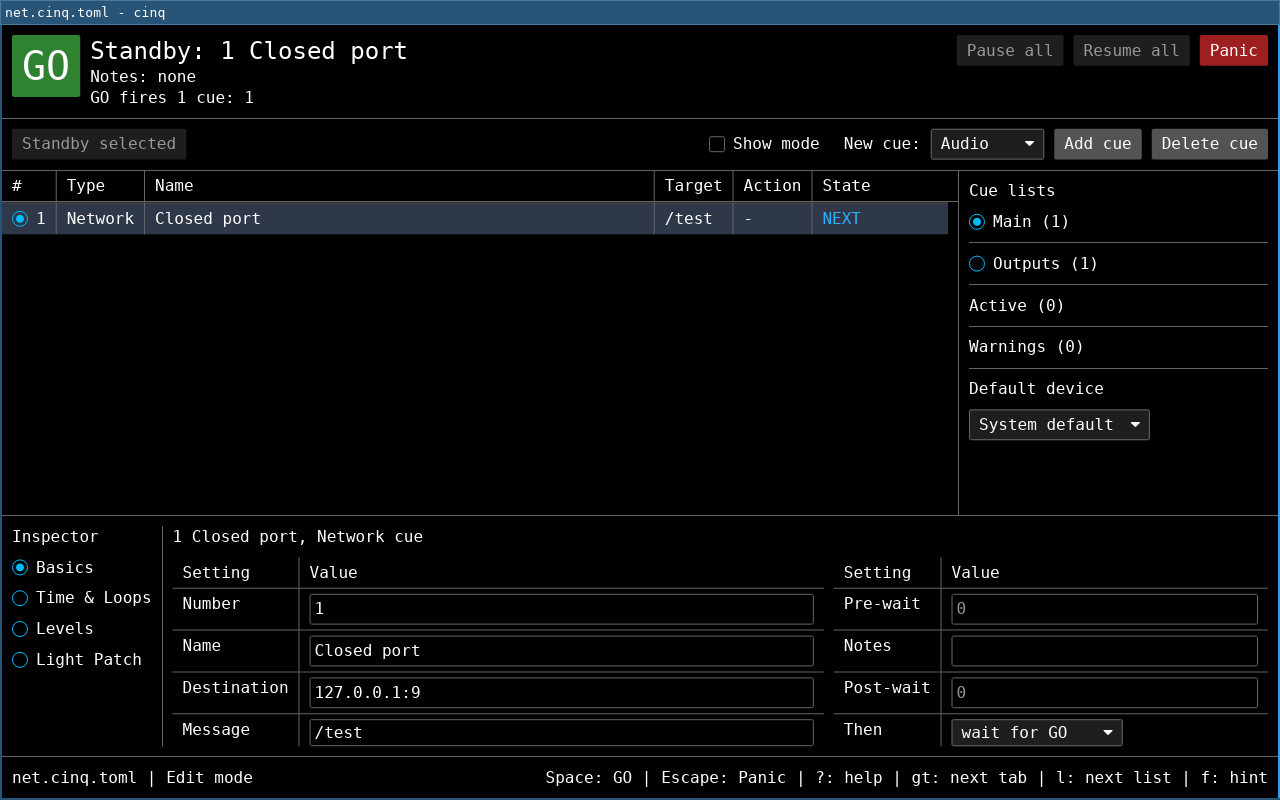 net.cinq.toml - cinq
GO
Standby: 1 Closed port
Notes: none
GO fires 1 cue: 1
Pause all
Resume all
Panic
Standby selected
Show mode
New cue:
Audio
Add cue
Delete cue
# Type Name Target Action State
1 Network Closed port /test - NEXT
Cue lists
Main (1)
Outputs (1)
Active (0)
Warnings (0)
Default device
System default
Inspector
Basics
Time & Loops
Levels
Light Patch
1 Closed port, Network cue
Setting Value
Number 1
Name Closed port
Destination 127.0.0.1:9
Message /test
Setting Value
Pre-wait 0
Notes
Post-wait 0
Then wait for GO
net.cinq.toml | Edit mode
Space: GO | Escape: Panic | ?: help | gt: next tab | l: next list | f: hint